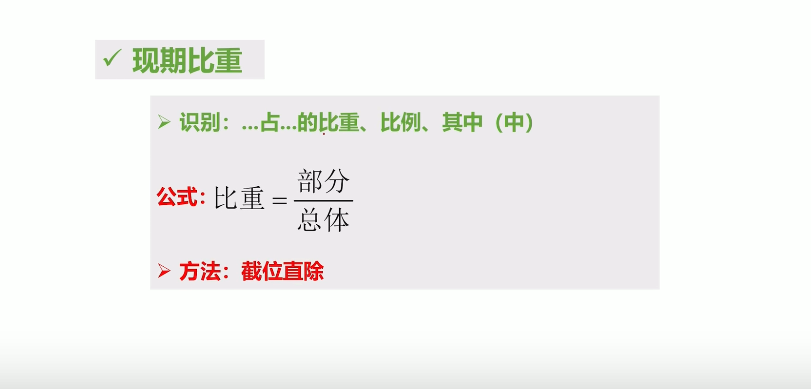 ✓ 现期比重
➢ 识别：...占...的比重、比例、其中（中）
公式：比重 = 部分/总体
➢ 方法：截位直除